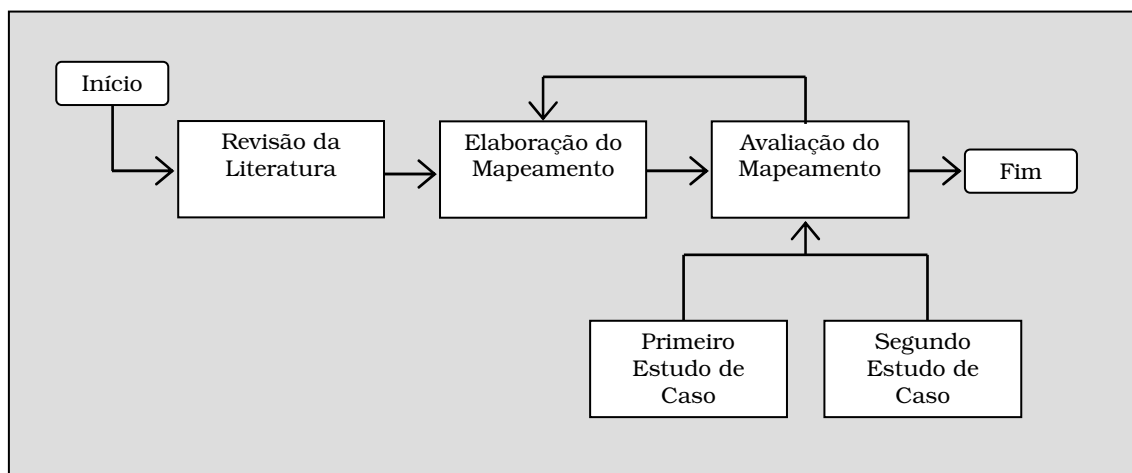 Início
Revisão da
Literatura
Elaboração do
Mapeamento
Avaliação do
Mapeamento
Fim
Primeiro
Estudo de
Caso
Segundo
Estudo de
Caso